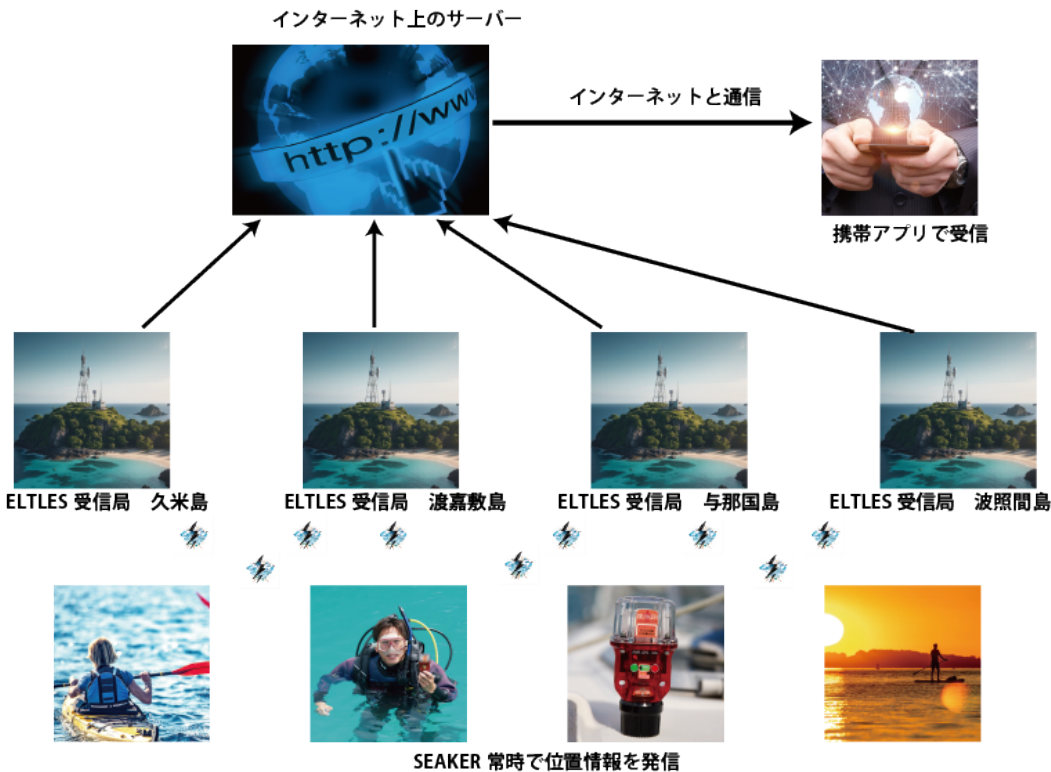 インターネット上のサーバー
http://www
インターネットと通信
携帯アプリで受信
ELTLES 受信局　久米島
ELTLES 受信局　渡嘉敷島
ELTLES 受信局　与那国島
ELTLES 受信局　波照間島
SEAKER 常時で位置情報を発信